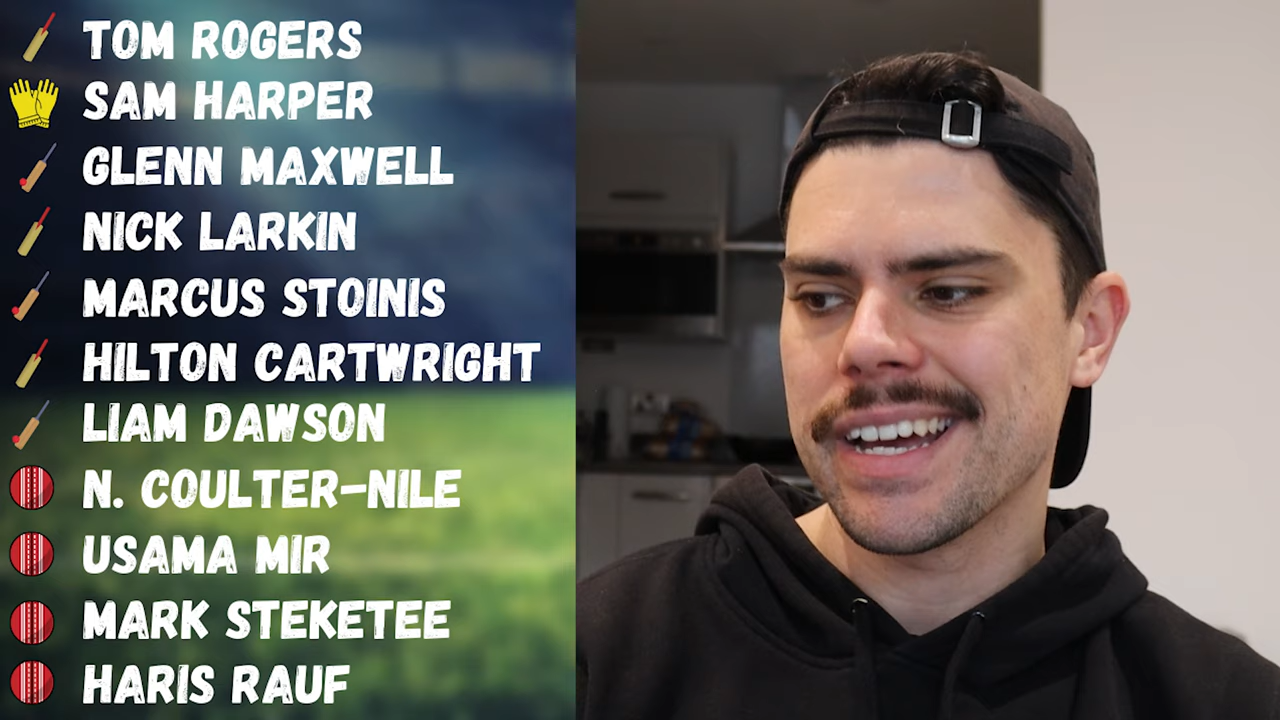 TOM ROGERS
SAM HARPER
GLENN MAXWELL
NICK LARKIN
MARCUS STOINIS
HILTON CARTWRIGHT
LIAM DAWSON
N. COULTER-NILE
USAMA MIR
MARK STEKETEE
HARIS RAUF